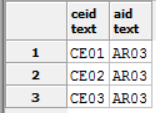 ceid aid
text text
1 CE01 AR03
2 CE02 AR03
3 CE03 AR03